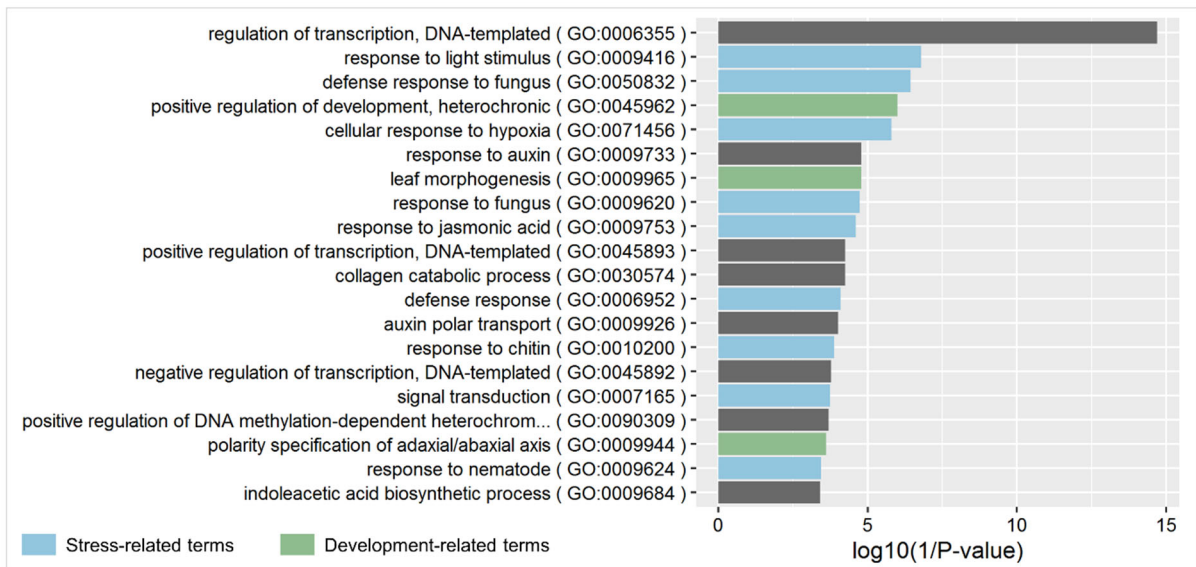 regulation of transcription, DNA-templated ( GO:0006355 )
response to light stimulus ( GO:0009416 )
defense response to fungus ( GO:0050832 )
positive regulation of development, heterochronic ( GO:0045962 )
cellular response to hypoxia ( GO:0071456 )
response to auxin ( GO:0009733 )
leaf morphogenesis ( GO:0009965 )
response to fungus ( GO:0009620 )
response to jasmonic acid ( GO:0009753 )
positive regulation of transcription, DNA-templated ( GO:0045893 )
collagen catabolic process ( GO:0030574 )
defense response ( GO:0006952 )
auxin polar transport ( GO:0009926 )
response to chitin ( GO:0010200 )
negative regulation of transcription, DNA-templated ( GO:0045892 )
signal transduction ( GO:0007165 )
positive regulation of DNA methylation-dependent heterochrom... ( GO:0090309 )
polarity specification of adaxial/abaxial axis ( GO:0009944 )
response to nematode ( GO:0009624 )
indoleacetic acid biosynthetic process ( GO:0009684 )
0 5 10 15
log10(1/P-value)
Stress-related terms Development-related terms